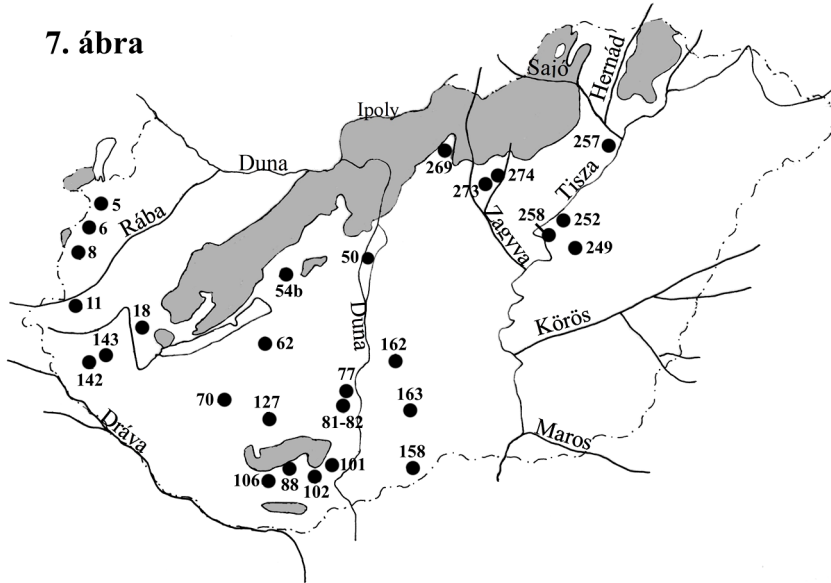 7. ábra
Sajó
Hernád
Ipoly
Duna
257
269
274
273
Tisza
5
Rába
6
Zagyva
258
252
8
249
50
54b
11
18
Duna
Körös
143
62
142
162
77
70
127
81-82
163
Dráva
Maros
101
158
106
88
102